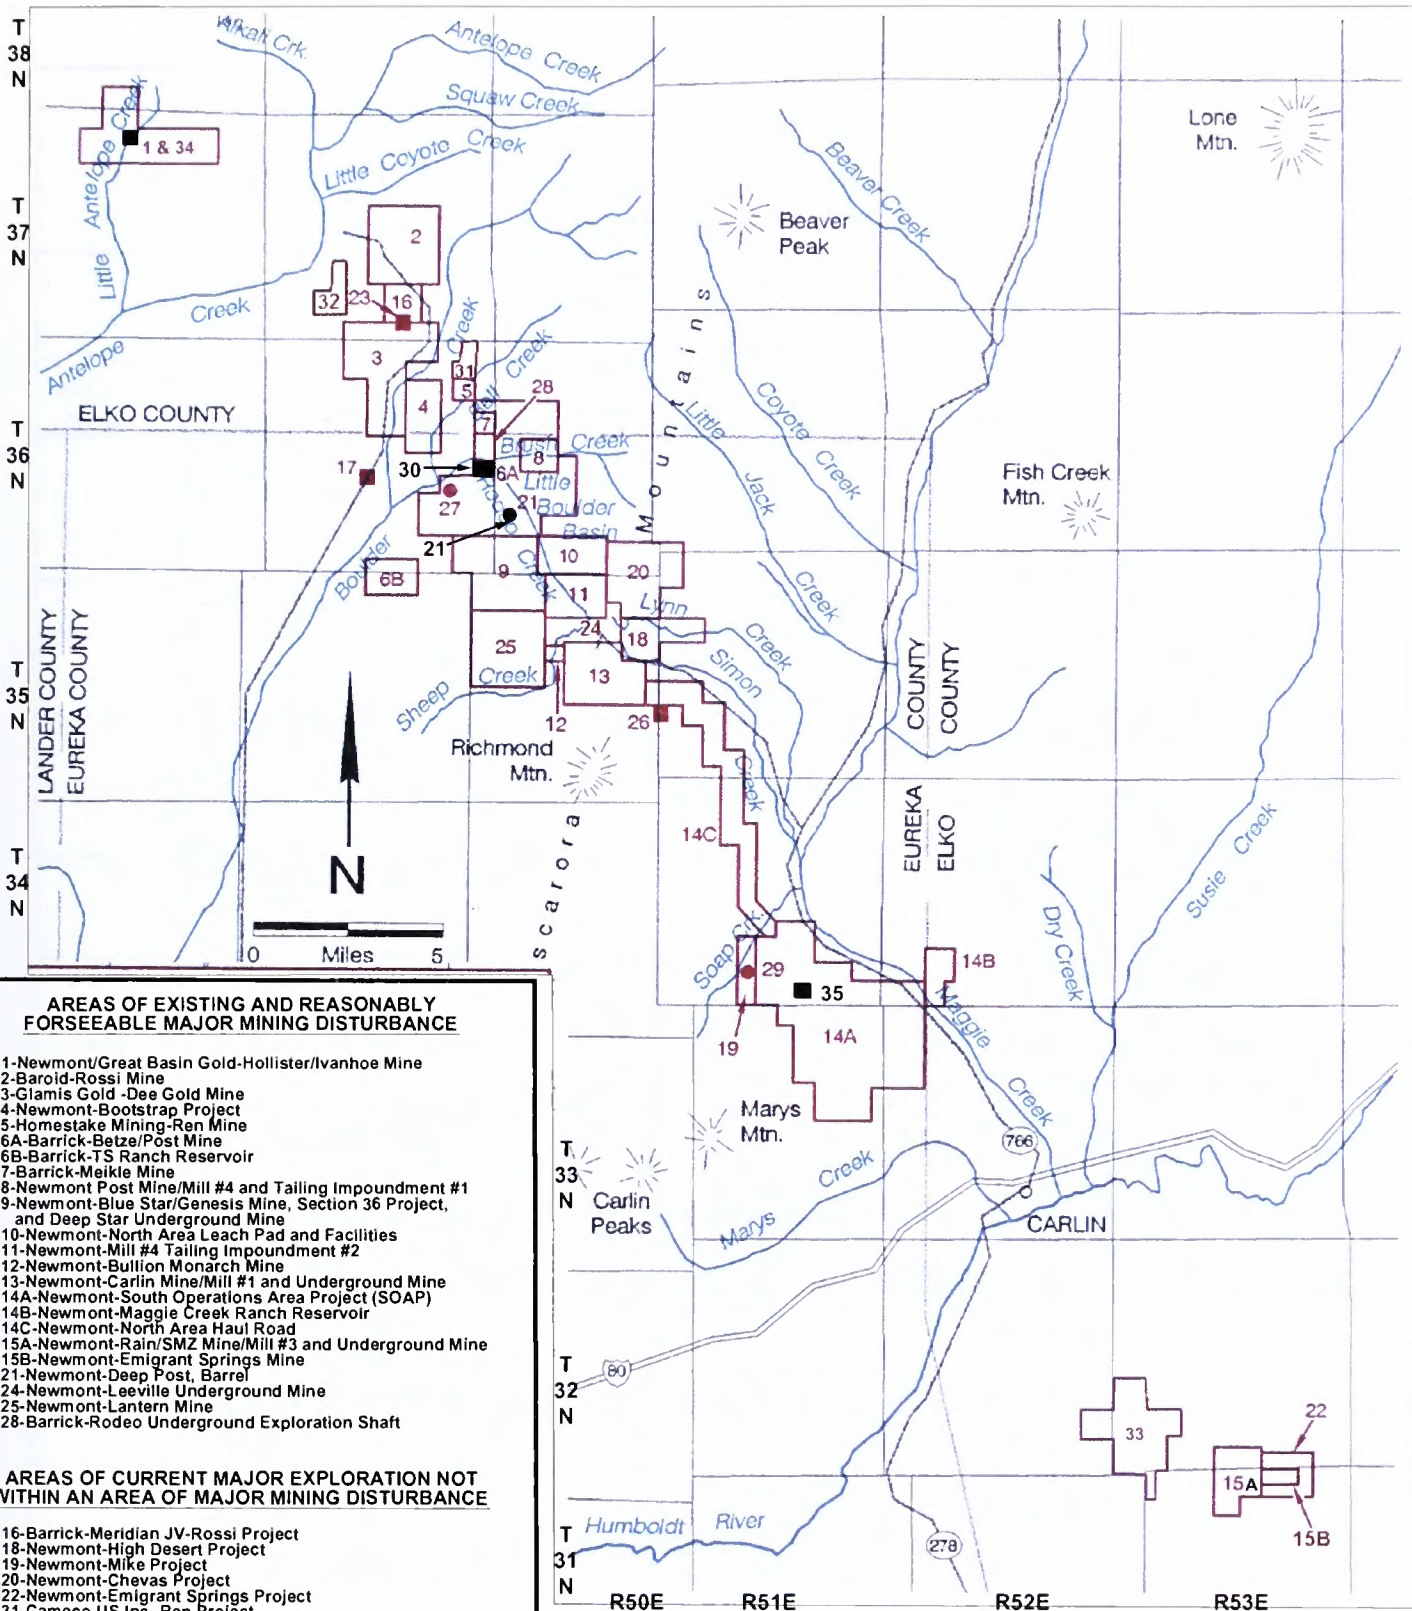 T
38
N
Alkali Crk.
Antelope Creek
Squaw Creek
Little Coyote Creek
Little Antelope Creek
1 & 34
Lone
Mtn.
Beaver Creek
Beaver
Peak
T
37
N
2
32
23
16
Creek
Antelope
Creek
3
31
5
Bell Creek
28
4
7
ELKO COUNTY
Brush Creek
8
T
36
N
17
30
6A
Little
Boulder
Basin
27
21
21
Rodeo
Creek
Boulder
6B
9
10
20
11
Lynn
Creek
24
18
25
Simon
Creek
Sheep Creek
13
12
26
Mountains
Tuscarora
Little Jack Creek
Coyote Creek
Fish Creek
Mtn.
LANDER COUNTY
EUREKA COUNTY
T
35
N
Richmond
Mtn.
COUNTY
COUNTY
EUREKA
ELKO
14C
T
34
N
N
0 Miles 5
Soap Crk.
29
35
19
14A
14B
Maggie
Creek
Dry Creek
Susie Creek
Marys
Mtn.
T
33
N
Carlin
Peaks
Marys Creek
766
CARLIN
80
T
32
N
33
22
15A
15B
T
31
N
Humboldt River
278
R50E R51E R52E R53E
AREAS OF EXISTING AND REASONABLY
FORSEEABLE MAJOR MINING DISTURBANCE
1-Newmont/Great Basin Gold-Hollister/Ivanhoe Mine
2-Baroid-Rossi Mine
3-Glamis Gold -Dee Gold Mine
4-Newmont-Bootstrap Project
5-Homestake Mining-Ren Mine
6A-Barrick-Betze/Post Mine
6B-Barrick-TS Ranch Reservoir
7-Barrick-Meikle Mine
8-Newmont Post Mine/Mill #4 and Tailing Impoundment #1
9-Newmont-Blue Star/Genesis Mine, Section 36 Project,
and Deep Star Underground Mine
10-Newmont-North Area Leach Pad and Facilities
11-Newmont-Mill #4 Tailing Impoundment #2
12-Newmont-Bullion Monarch Mine
13-Newmont-Carlin Mine/Mill #1 and Underground Mine
14A-Newmont-South Operations Area Project (SOAP)
14B-Newmont-Maggie Creek Ranch Reservoir
14C-Newmont-North Area Haul Road
15A-Newmont-Rain/SMZ Mine/Mill #3 and Underground Mine
15B-Newmont-Emigrant Springs Mine
21-Newmont-Deep Post, Barrel
24-Newmont-Leeville Underground Mine
25-Newmont-Lantern Mine
28-Barrick-Rodeo Underground Exploration Shaft
AREAS OF CURRENT MAJOR EXPLORATION NOT
WITHIN AN AREA OF MAJOR MINING DISTURBANCE
16-Barrick-Meridian JV-Rossi Project
18-Newmont-High Desert Project
19-Newmont-Mike Project
20-Newmont-Chevas Project
22-Newmont-Emigrant Springs Project